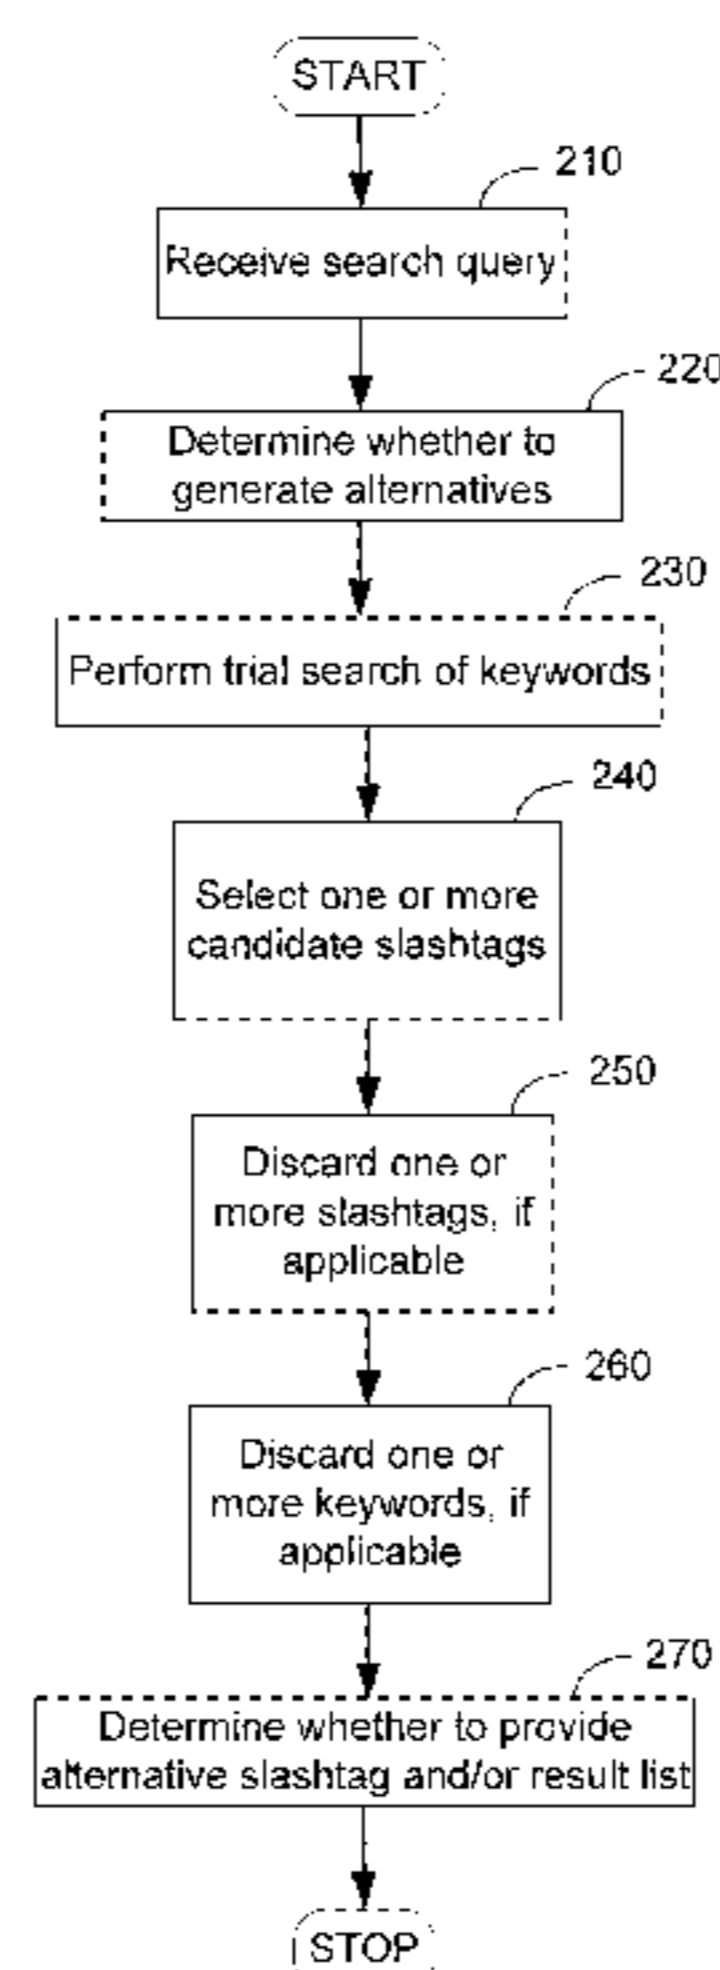 START
210
Receive search query
220
Determine whether to
generate alternatives
230
Perform trial search of keywords
240
Select one or more
candidate slashtags
250
Discard one or
more slashtags, if
applicable
260
Discard one or
more keywords, if
applicable
270
Determine whether to provide
alternative slashtag and/or result list
STOP